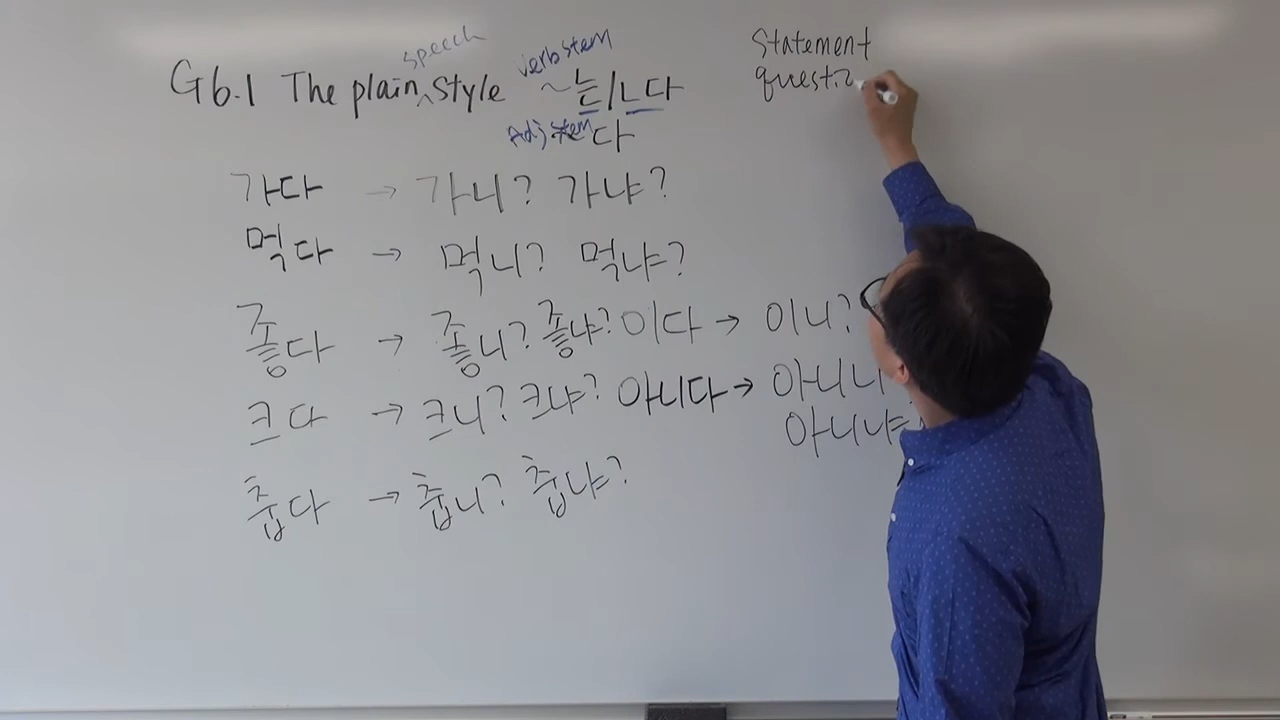 G6.1 The plain speech style verb stem ~는/ㄴ다
Adj stem 다
가다 → 가니? 가냐?
먹다 → 먹니? 먹냐?
좋다 → 좋니? 좋냐? 이다 → 이니?
크다 → 크니? 크냐? 아니다 → 아니니
아니냐?
춥다 → 춥니? 춥냐?
Statement
questio